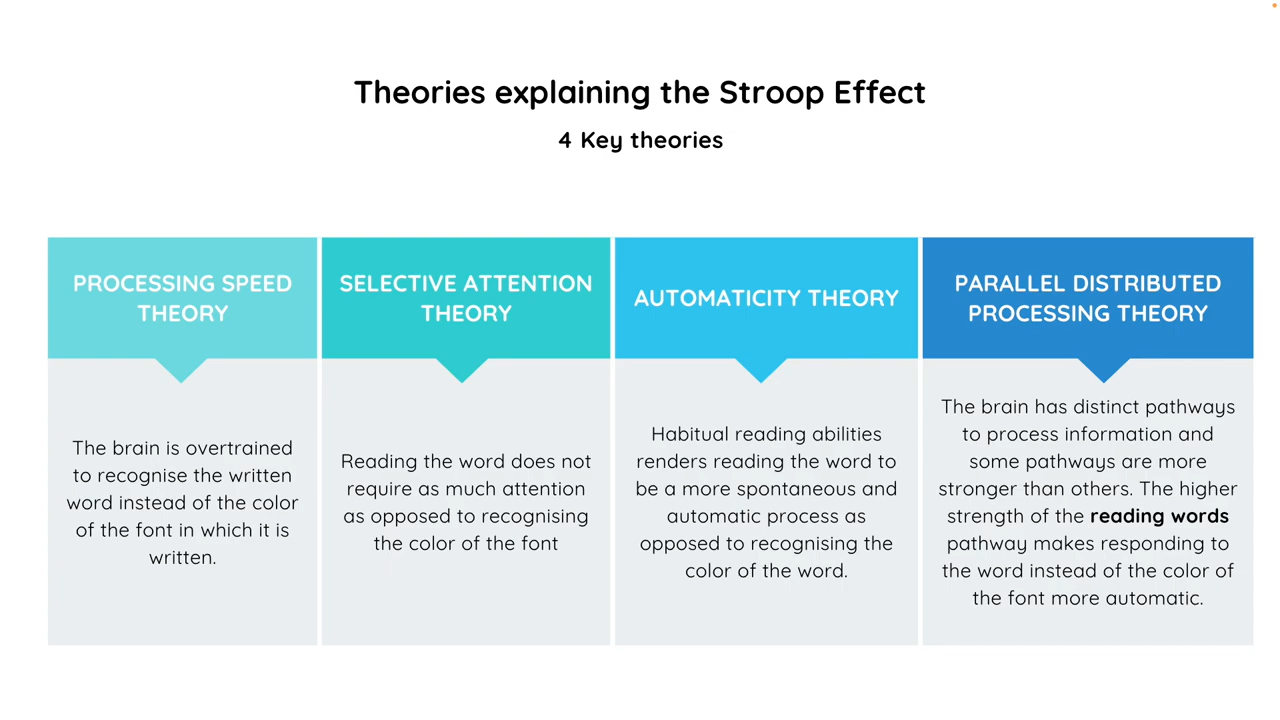 Theories explaining the Stroop Effect
4 Key theories
PROCESSING SPEED
THEORY
The brain is overtrained
to recognise the written
word instead of the color
of the font in which it is
written.
SELECTIVE ATTENTION
THEORY
Reading the word does not
require as much attention
as opposed to recognising
the color of the font
AUTOMATICITY THEORY
Habitual reading abilities
renders reading the word to
be a more spontaneous and
automatic process as
opposed to recognising the
color of the word.
PARALLEL DISTRIBUTED
PROCESSING THEORY
The brain has distinct pathways
to process information and
some pathways are more
stronger than others. The higher
strength of the reading words
pathway makes responding to
the word instead of the color of
the font more automatic.